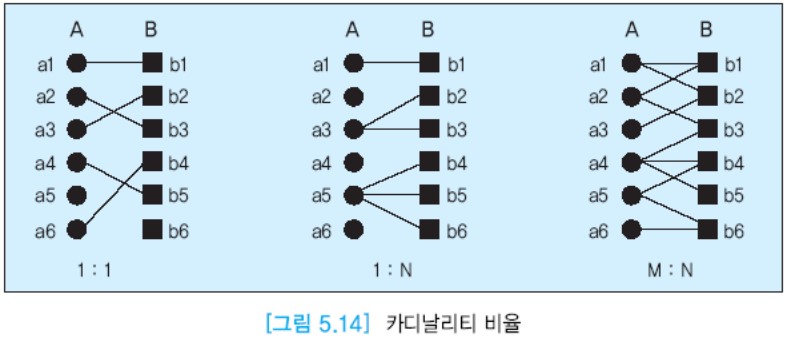 A B A B A B
a1 b1 a1 b1 a1 b1
a2 b2 a2 b2 a2 b2
a3 b3 a3 b3 a3 b3
a4 b4 a4 b4 a4 b4
a5 b5 a5 b5 a5 b5
a6 b6 a6 b6 a6 b6
1 : 1 1 : N M : N
[그림 5.14] 카디날리티 비율